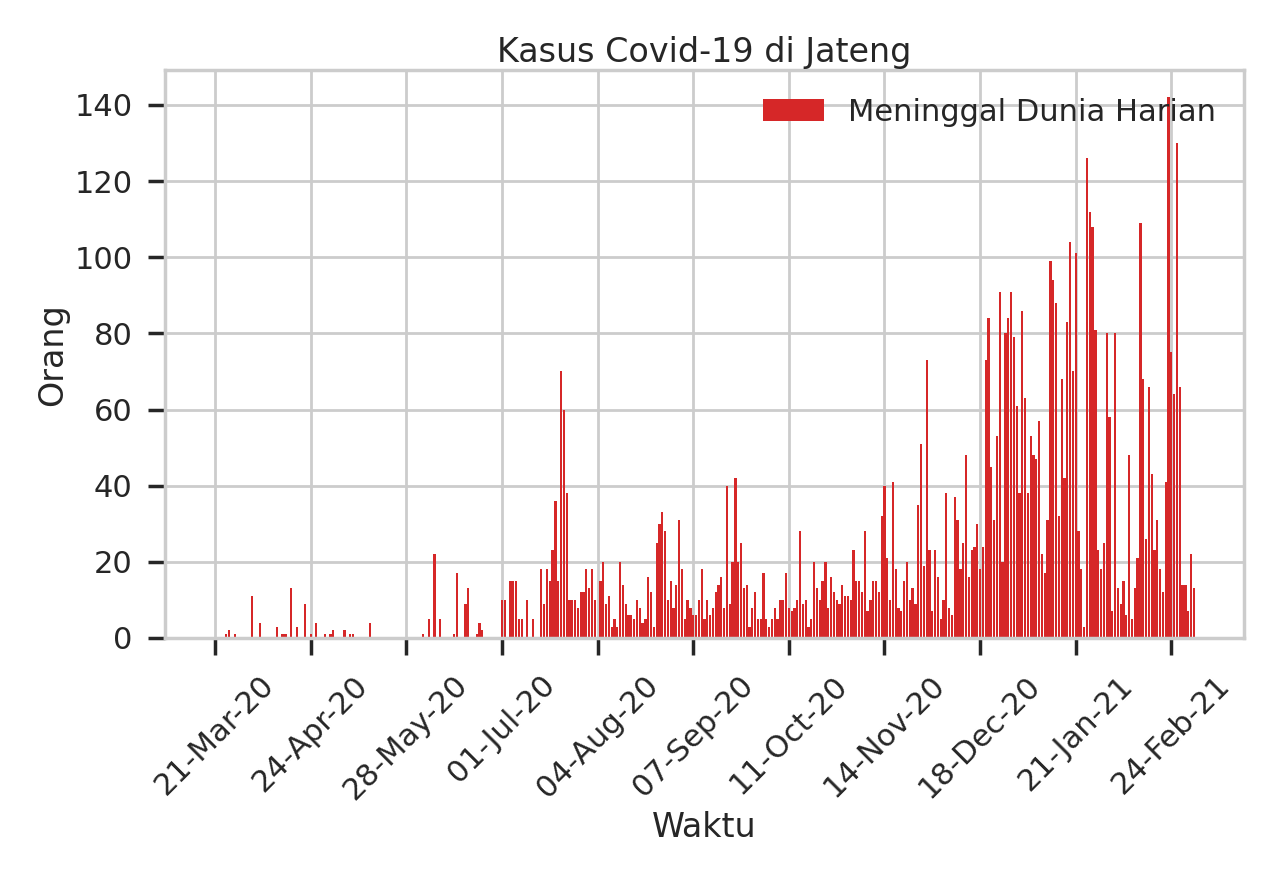 Kasus Covid-19 di Jateng
Meninggal Dunia Harian
Orang
140
120
100
80
60
40
20
0
21-Mar-20
24-Apr-20
28-May-20
01-Jul-20
04-Aug-20
07-Sep-20
11-Oct-20
14-Nov-20
18-Dec-20
21-Jan-21
24-Feb-21
Waktu